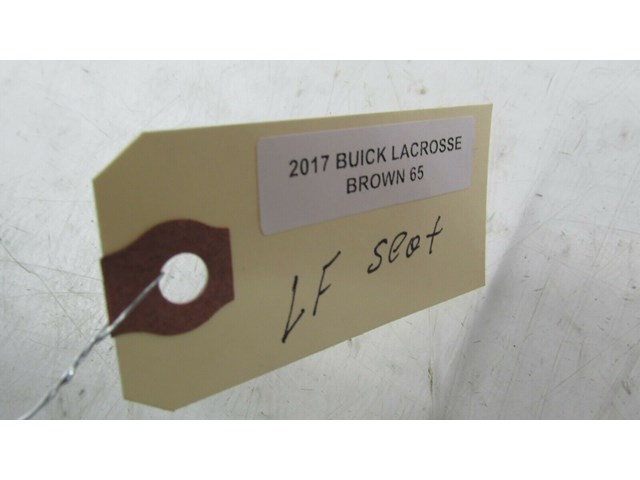 2017 BUICK LACROSSE
BROWN 65
LF seat